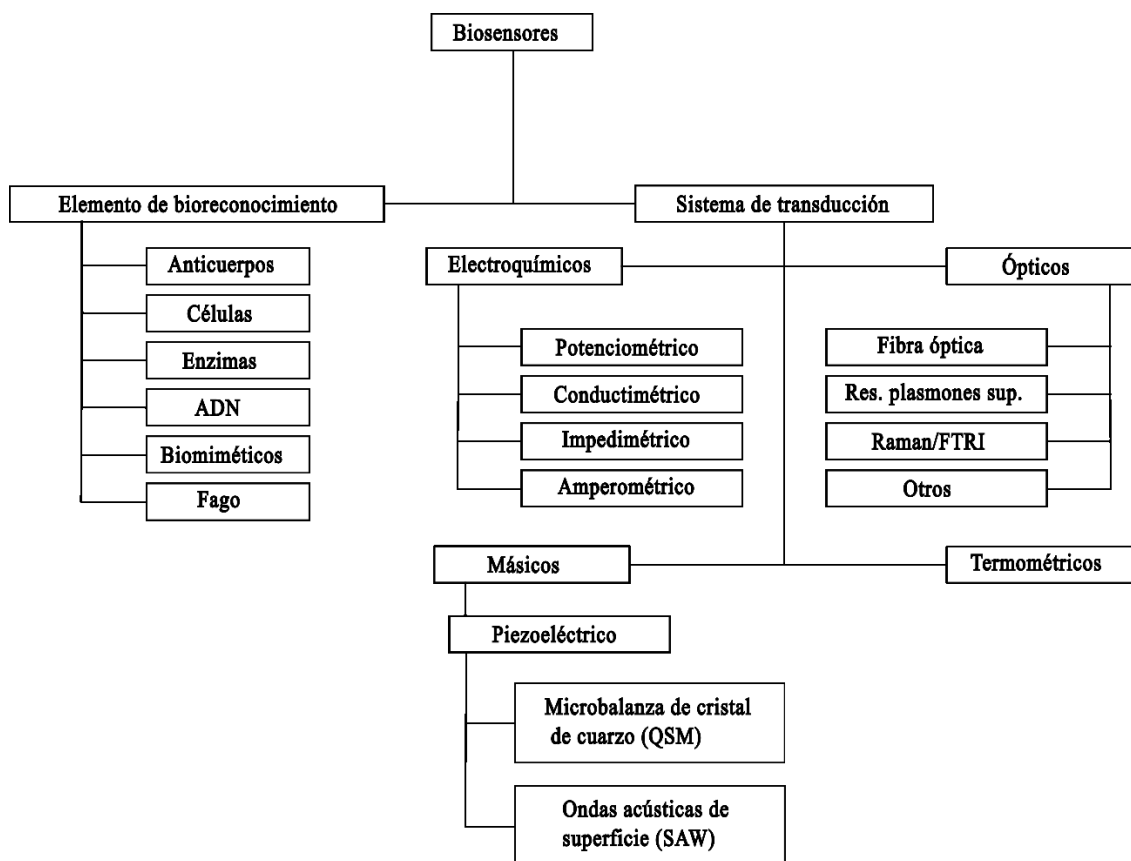 Biosensores
Elemento de bioreconocimiento
Sistema de transducción
Anticuerpos
Células
Enzimas
ADN
Biomiméticos
Fago
Electroquímicos
Potenciométrico
Conductimétrico
Impedimétrico
Amperométrico
Ópticos
Fibra óptica
Res. plasmones sup.
Raman/FTRI
Otros
Másicos
Piezoeléctrico
Microbalanza de cristal
de cuarzo (QSM)
Ondas acústicas de
superfície (SAW)
Termométricos